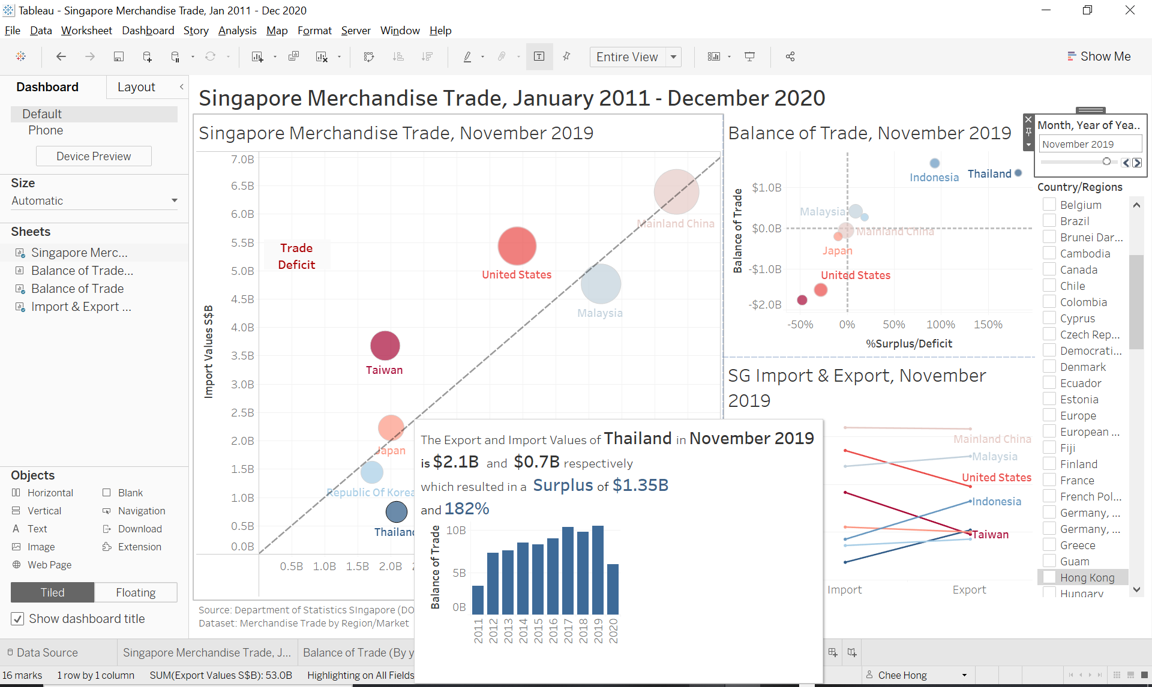 Tableau - Singapore Merchandise Trade, Jan 2011 - Dec 2020
File Data Worksheet Dashboard Story Analysis Map Format Server Window Help
Entire View
Show Me
Dashboard Layout
Default
Phone
Device Preview
Size
Automatic
Sheets
Singapore Merc...
Balance of Trade...
Balance of Trade
Import & Export ...
Objects
Horizontal Blank
Vertical Navigation
Text Download
Image Extension
Web Page
Tiled Floating
Show dashboard title
Singapore Merchandise Trade, January 2011 - December 2020
Singapore Merchandise Trade, November 2019
Import Values S$B
7.0B
6.5B
6.0B
5.5B
5.0B
4.5B
4.0B
3.5B
3.0B
2.5B
2.0B
1.5B
1.0B
0.5B
0.0B
Trade
Deficit
Mainland China
United States
Malaysia
Taiwan
Japan
Republic Of Korea
Thailand
0.5B 1.0B 1.5B 2.0B
Source: Department of Statistics SIngapore (DO
Dataset: Merchandise Trade by Region/Market
The Export and Import Values of Thailand in November 2019
is $2.1B and $0.7B respectively
which resulted in a Surplus of $1.35B
and 182%
Balance of Trade
10B
5B
0B
2011 2012 2013 2014 2015 2016 2017 2018 2019 2020
Balance of Trade, November 2019
Balance of Trade
$1.0B
$0.0B
-$1.0B
-$2.0B
Indonesia
Thailand
Malaysia
Mainland China
Japan
United States
-50% 0% 50% 100% 150%
%Surplus/Deficit
SG Import & Export, November
2019
Mainland China
Malaysia
United States
Indonesia
Taiwan
Import Export
Month, Year of Yea..
November 2019
Country/Regions
Belgium
Brazil
Brunei Dar...
Cambodia
Canada
Chile
Colombia
Cyprus
Czech Rep...
Democrati...
Denmark
Ecuador
Estonia
Europe
European ...
Fiji
Finland
France
French Pol...
Germany, ...
Germany, ...
Greece
Guam
Hong Kong
Hungary
Data Source Singapore Merchandise Trade, J... Balance of Trade (By y
16 marks 1 row by 1 column SUM(Export Values S$B): 53.0B Highlighting on All Fields
Chee Hong